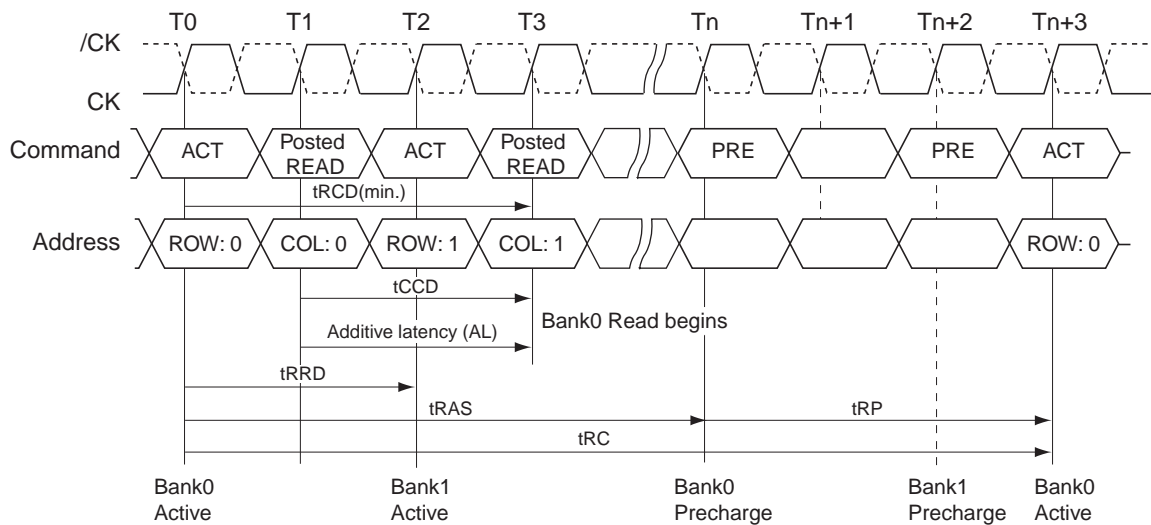 T0 T1 T2 T3 Tn Tn+1 Tn+2 Tn+3
/CK
CK
Command ACT Posted READ ACT Posted READ PRE PRE ACT
tRCD(min.)
Address ROW: 0 COL: 0 ROW: 1 COL: 1 ROW: 0
tCCD
Bank0 Read begins
Additive latency (AL)
tRRD
tRAS tRP
tRC
Bank0 Active Bank1 Active Bank0 Precharge Bank1 Precharge Bank0 Active